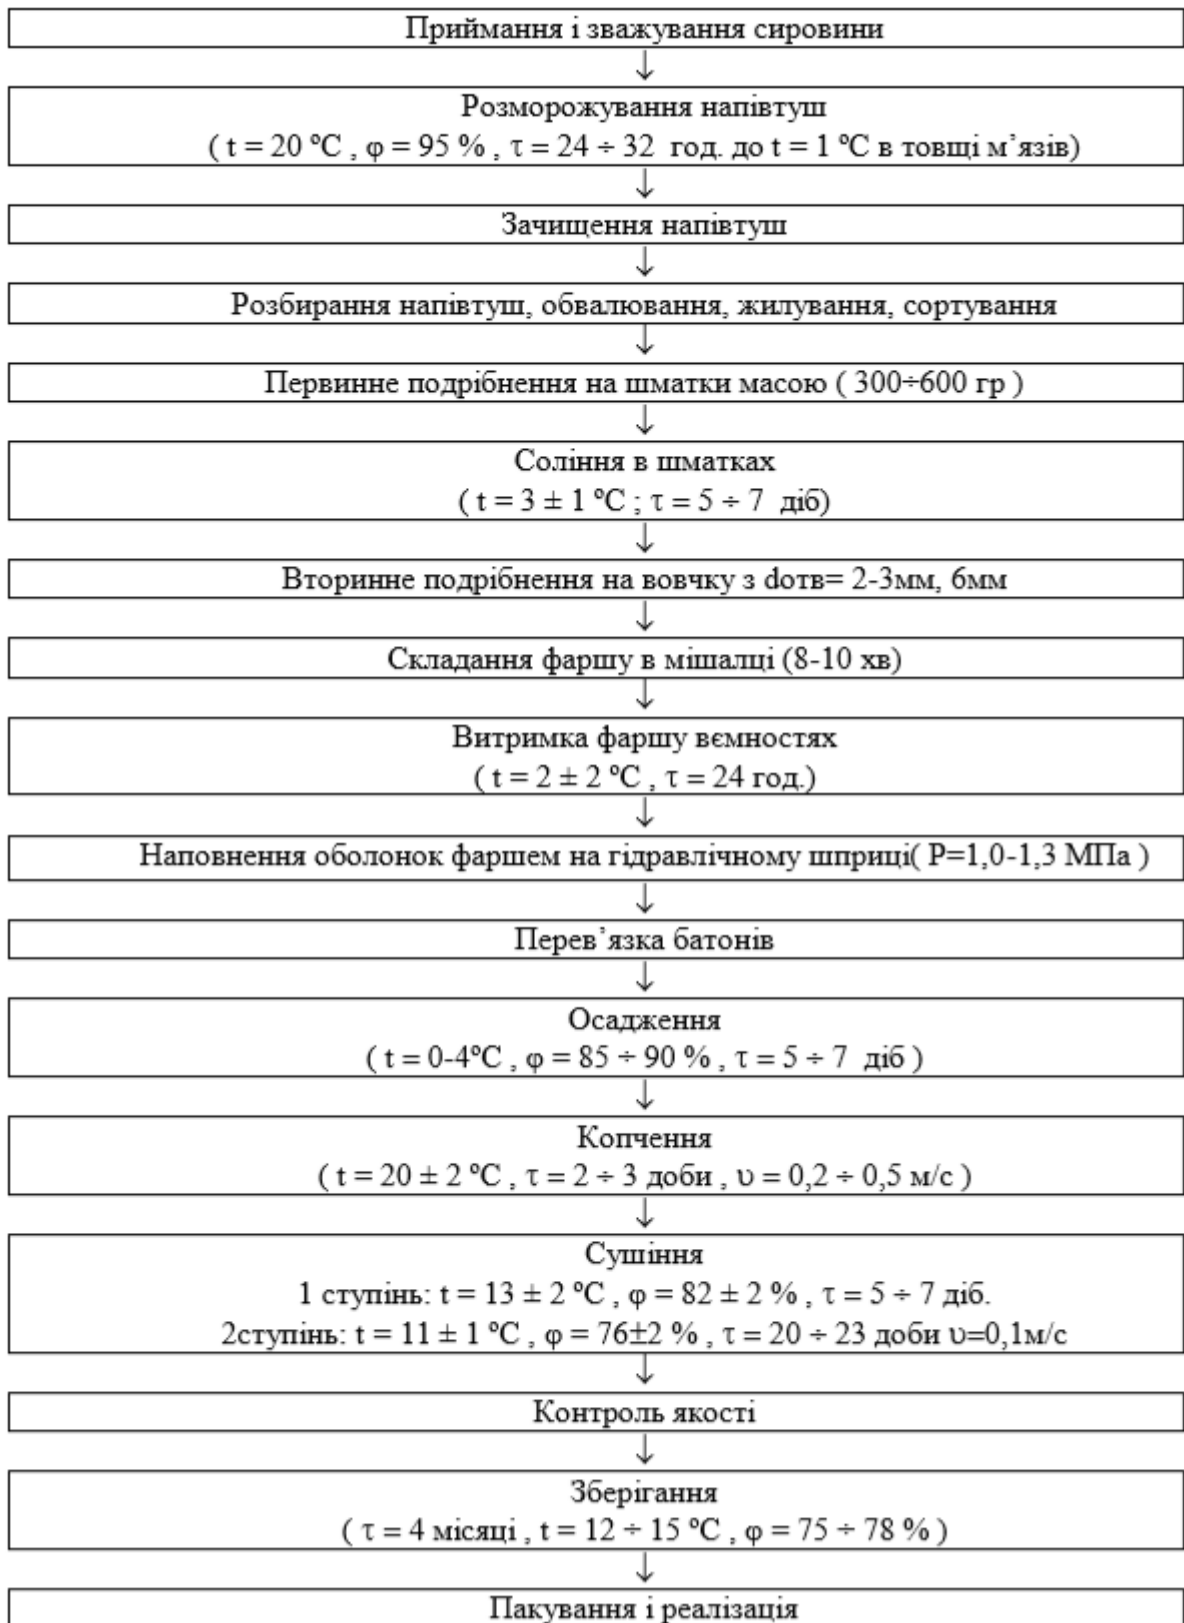 Приймання і зважування сировини
↓
Розморожування напівтуш
( t = 20 ºС , φ = 95 % , τ = 24 ÷ 32 год. до t = 1 ºС в товщі м’язів)
↓
Зачищення напівтуш
↓
Розбирання напівтуш, обвалювання, жилування, сортування
↓
Первинне подрібнення на шматки масою ( 300÷600 гр )
↓
Соління в шматках
( t = 3 ± 1 ºС ; τ = 5 ÷ 7 діб)
↓
Вторинне подрібнення на вовчку з dотв= 2-3мм, 6мм
↓
Складання фаршу в мішалці (8-10 хв)
↓
Витримка фаршу вємностях
( t = 2 ± 2 ºС , τ = 24 год.)
↓
Наповнення оболонок фаршем на гідравлічному шприці( Р=1,0-1,3 МПа )
↓
Перев’язка батонів
↓
Осадження
( t = 0-4ºС , φ = 85 ÷ 90 % , τ = 5 ÷ 7 діб )
↓
Копчення
( t = 20 ± 2 ºС , τ = 2 ÷ 3 доби , υ = 0,2 ÷ 0,5 м/с )
↓
Сушіння
1 ступінь: t = 13 ± 2 ºС , φ = 82 ± 2 % , τ = 5 ÷ 7 діб.
2ступінь: t = 11 ± 1 ºС , φ = 76±2 % , τ = 20 ÷ 23 доби υ=0,1м/с
↓
Контроль якості
↓
Зберігання
( τ = 4 місяці , t = 12 ÷ 15 ºС , φ = 75 ÷ 78 % )
↓
Пакування і реалізація